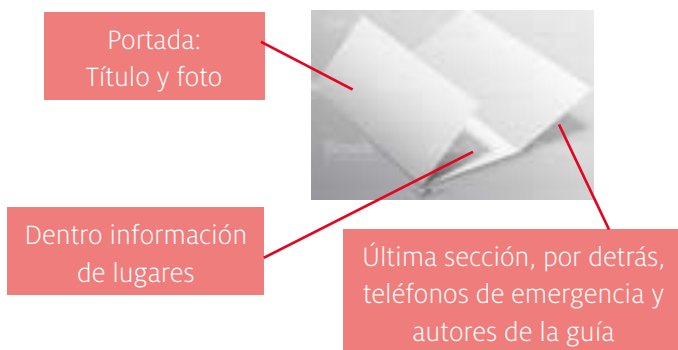 Portada:
Título y foto
Dentro información
de lugares
Última sección, por detrás,
teléfonos de emergencia y
autores de la guía